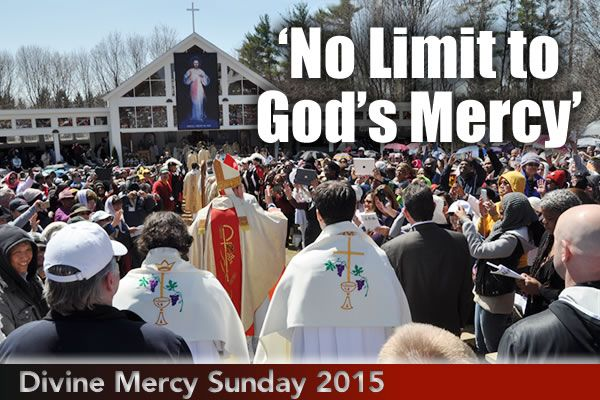 ‘No Limit to
God’s Mercy’
Divine Mercy Sunday 2015